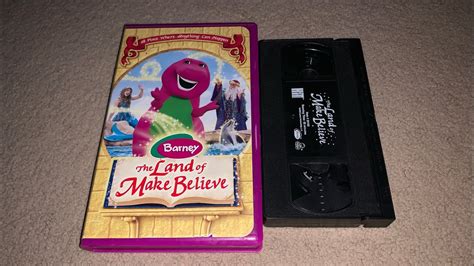 A Place Where Anything Can Happen
Barney
The Land of
Make Believe
the Land of
Make Believe